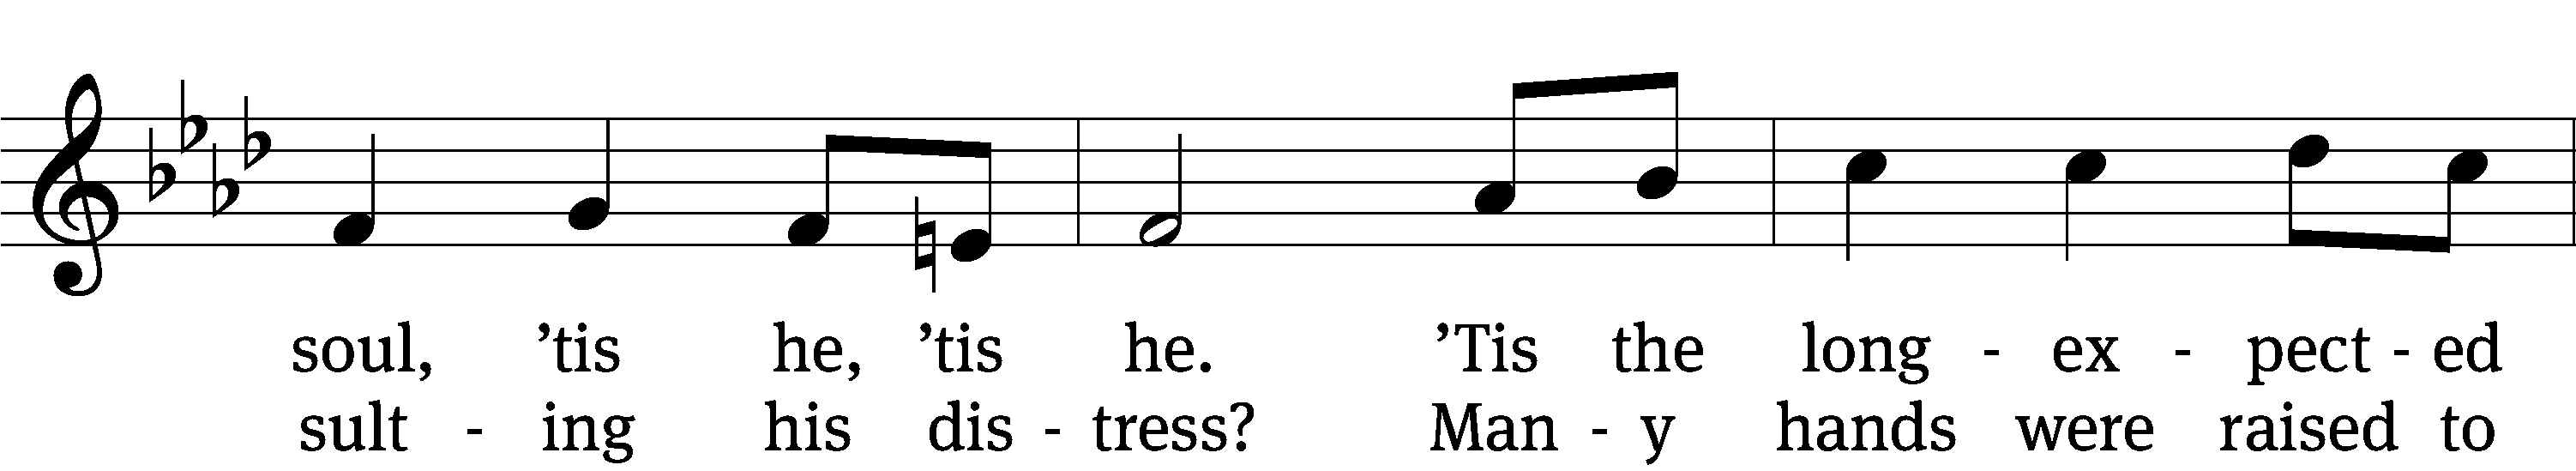 soul, ’tis he, ’tis he. ’Tis the long - ex - pect - ed
sult - ing his dis - tress? Man - y hands were raised to